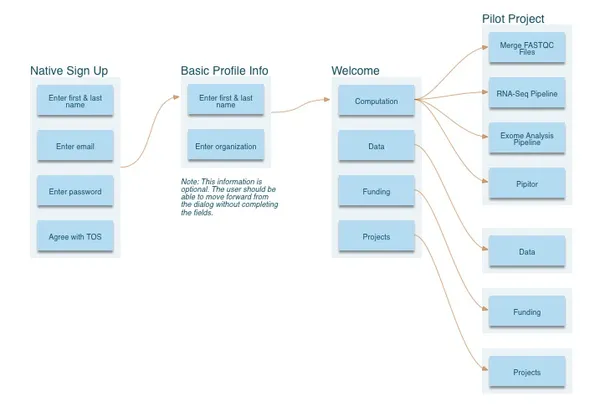 Pilot Project
Merge FASTQC
Files
Native Sign Up
Basic Profile Info
Welcome
Enter first & last
name
Enter first & last
name
Computation
RNA-Seq Pipeline
Enter email
Enter organization
Data
Exome Analysis
Pipeline
Note: This information is
optional. The user should be
able to move forward from
the dialog without completing
the fields.
Enter password
Funding
Pipitor
Agree with TOS
Projects
Data
Funding
Projects